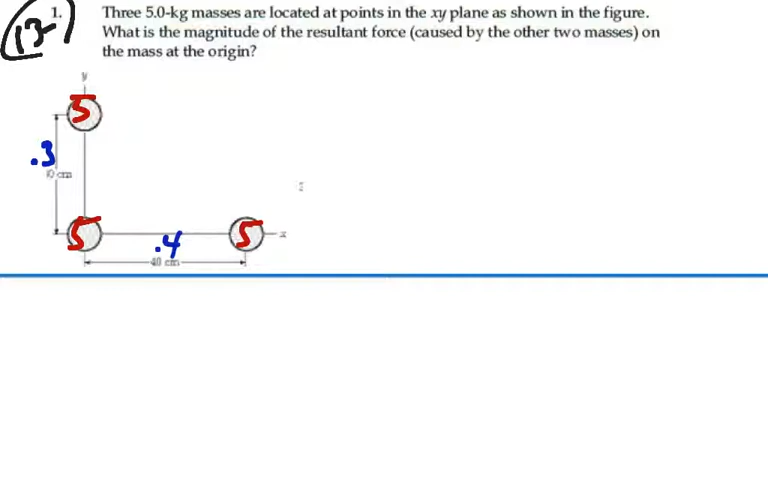 (13-1.)
Three 5.0-kg masses are located at points in the xy plane as shown in the figure.
What is the magnitude of the resultant force (caused by the other two masses) on
the mass at the origin?
y
5
.3
5
.4
5
x
40 cm